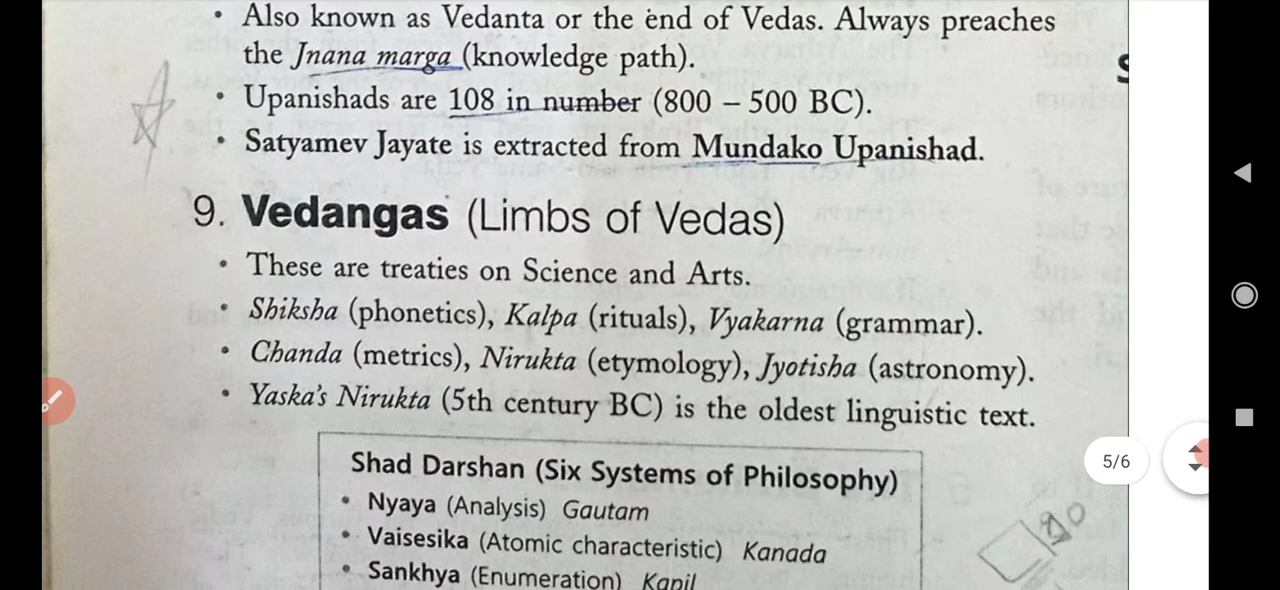 • Also known as Vedanta or the end of Vedas. Always preaches
the Jnana marga (knowledge path).
• Upanishads are 108 in number (800 – 500 BC).
• Satyamev Jayate is extracted from Mundako Upanishad.
9. Vedangas (Limbs of Vedas)
• These are treaties on Science and Arts.
• Shiksha (phonetics), Kalpa (rituals), Vyakarna (grammar).
• Chanda (metrics), Nirukta (etymology), Jyotisha (astronomy).
• Yaska's Nirukta (5th century BC) is the oldest linguistic text.
Shad Darshan (Six Systems of Philosophy)
• Nyaya (Analysis) Gautam
• Vaisesika (Atomic characteristic) Kanada
• Sankhya (Enumeration) Kapil
5/6